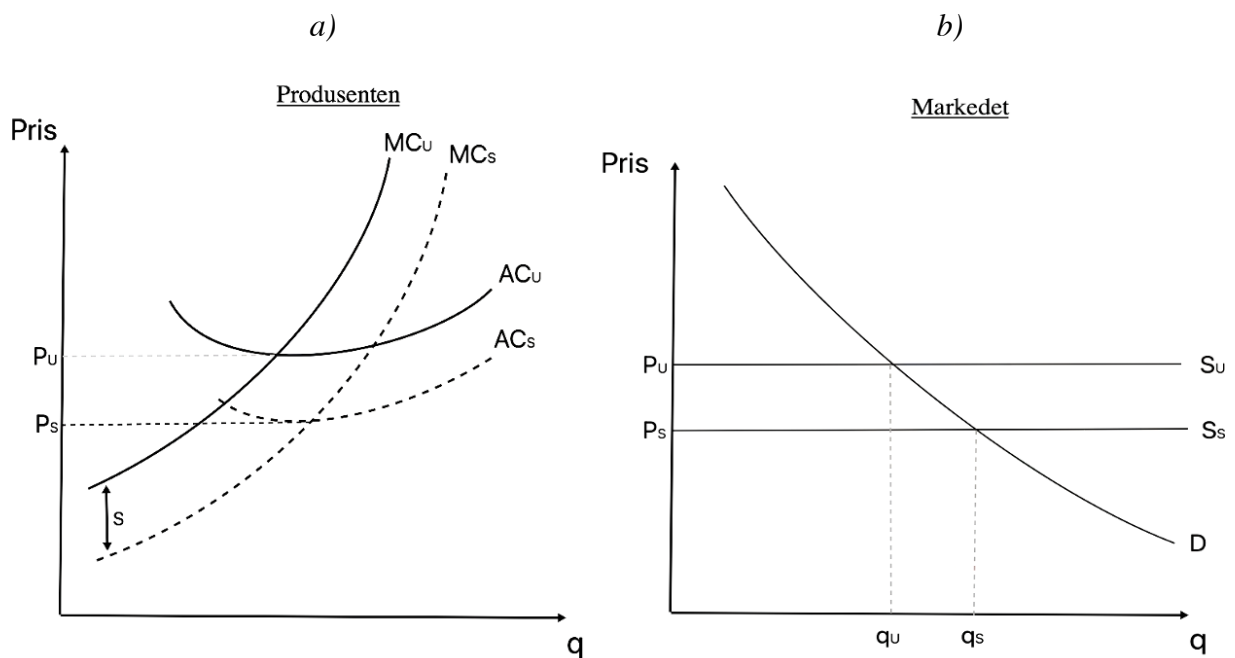 a)
Produsenten
Pris
MCU
MCS
ACU
ACS
PU
PS
s
q
b)
Markedet
Pris
PU
SU
PS
SS
D
qU
qS
q